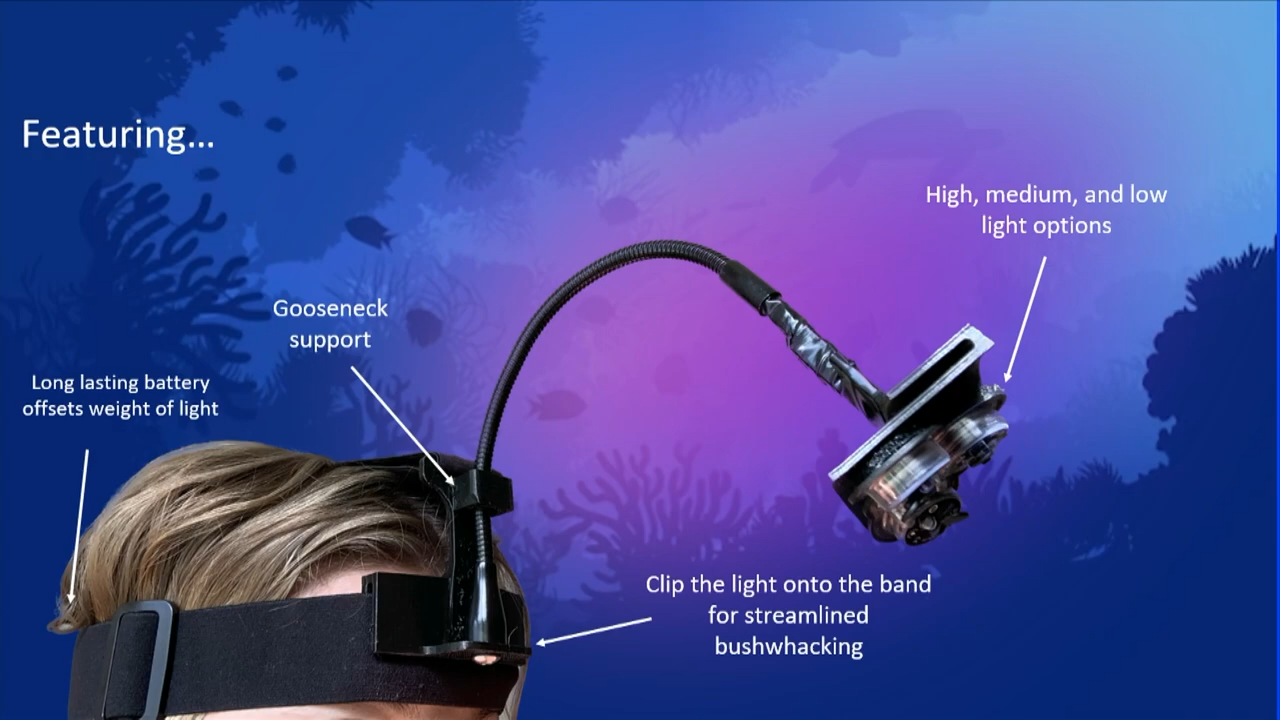 Featuring...
High, medium, and low
light options
Gooseneck
support
Long lasting battery
offsets weight of light
Clip the light onto the band
for streamlined
bushwhacking